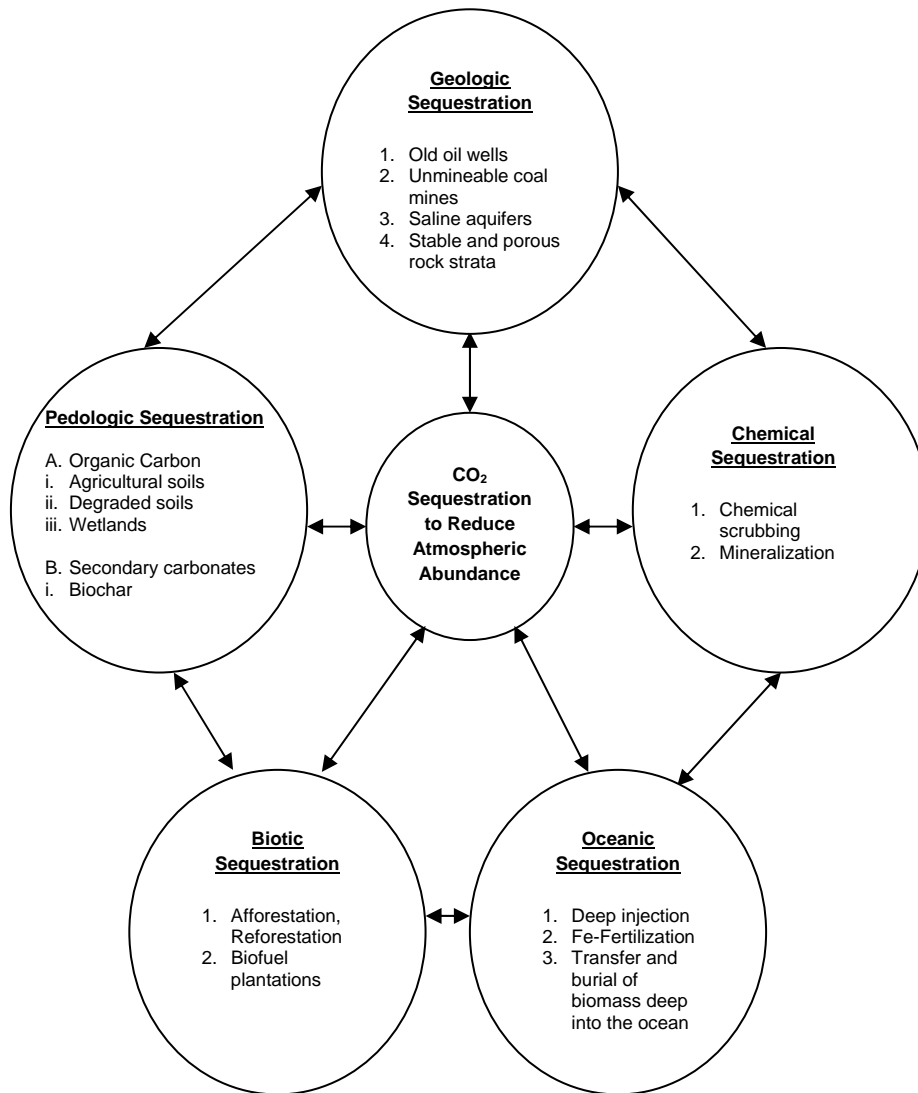 Geologic
Sequestration
1. Old oil wells
2. Unmineable coal
mines
3. Saline aquifers
4. Stable and porous
rock strata
Pedologic Sequestration
A. Organic Carbon
i. Agricultural soils
ii. Degraded soils
iii. Wetlands
B. Secondary carbonates
i. Biochar
CO₂
Sequestration
to Reduce
Atmospheric
Abundance
Chemical
Sequestration
1. Chemical
scrubbing
2. Mineralization
Biotic
Sequestration
1. Afforestation,
Reforestation
2. Biofuel
plantations
Oceanic
Sequestration
1. Deep injection
2. Fe-Fertilization
3. Transfer and
burial of
biomass deep
into the ocean